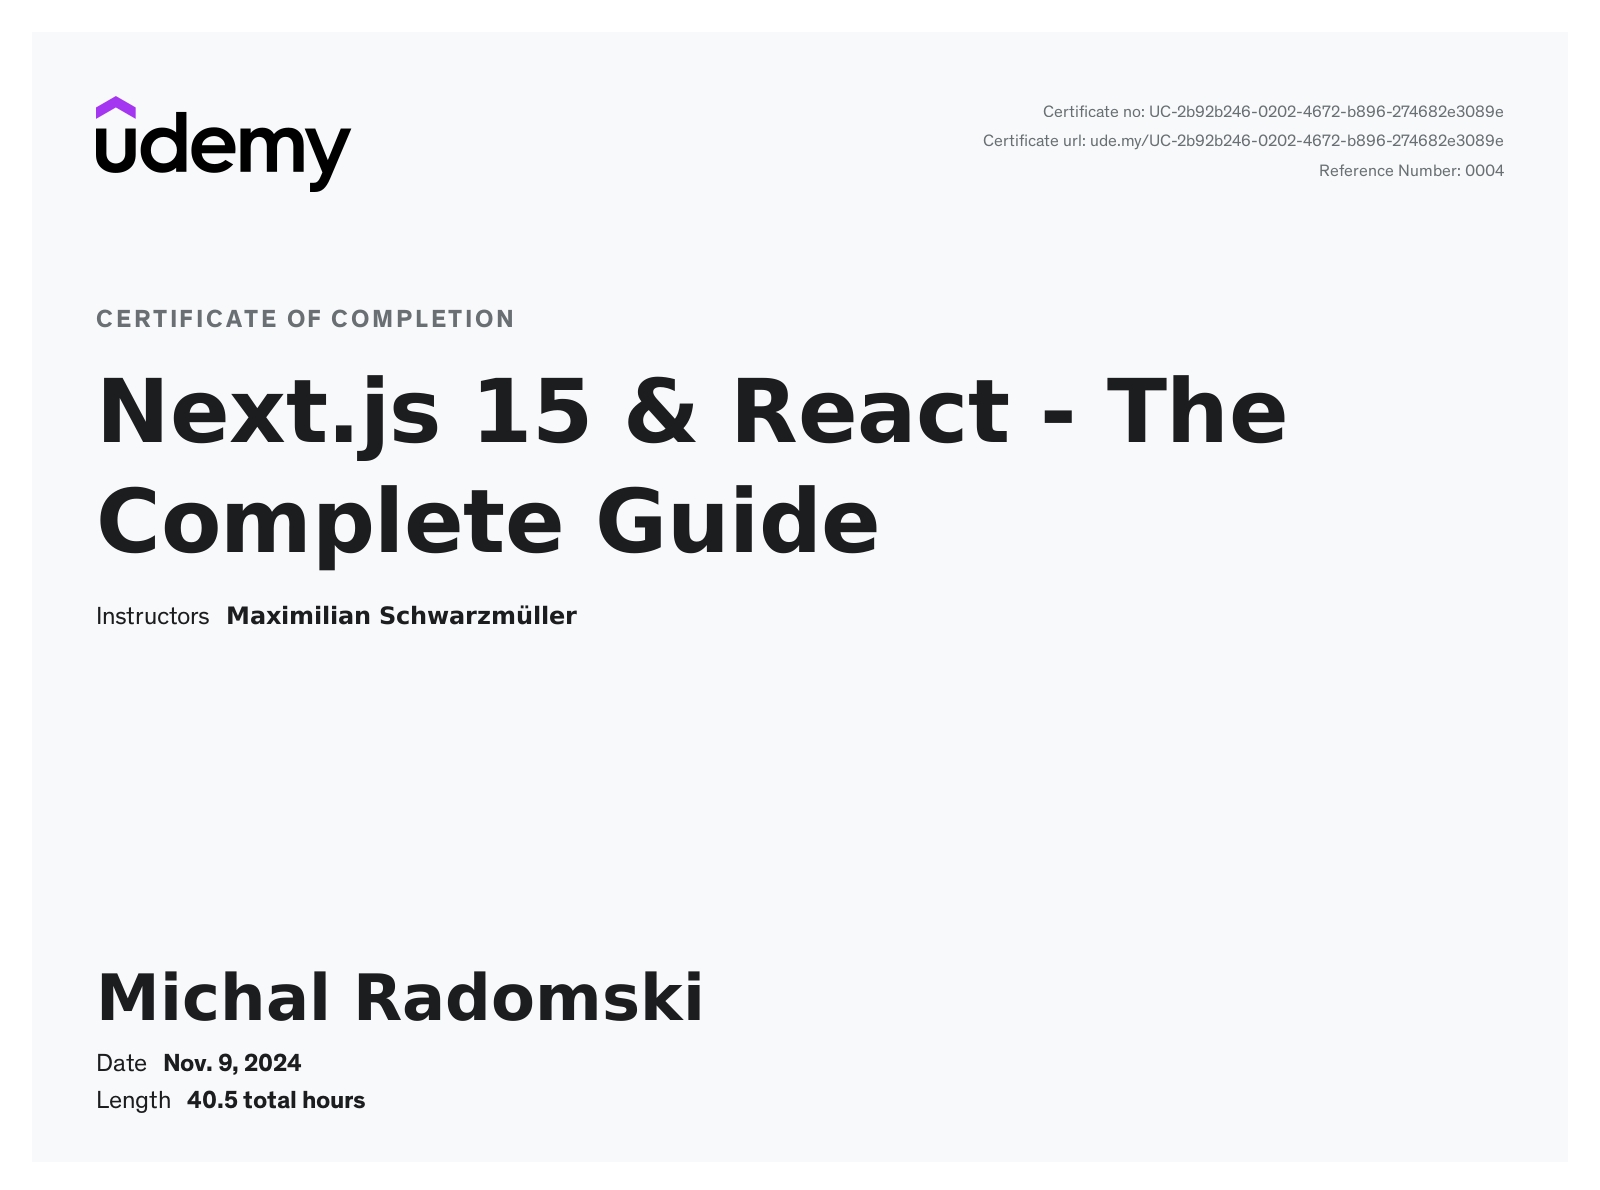 udemy
Certificate no: UC-2b92b246-0202-4672-b896-274682e3089e
Certificate url: ude.my/UC-2b92b246-0202-4672-b896-274682e3089e
Reference Number: 0004
CERTIFICATE OF COMPLETION
Next.js 15 & React - The
Complete Guide
Instructors Maximilian Schwarzmüller
Michal Radomski
Date Nov. 9, 2024
Length 40.5 total hours